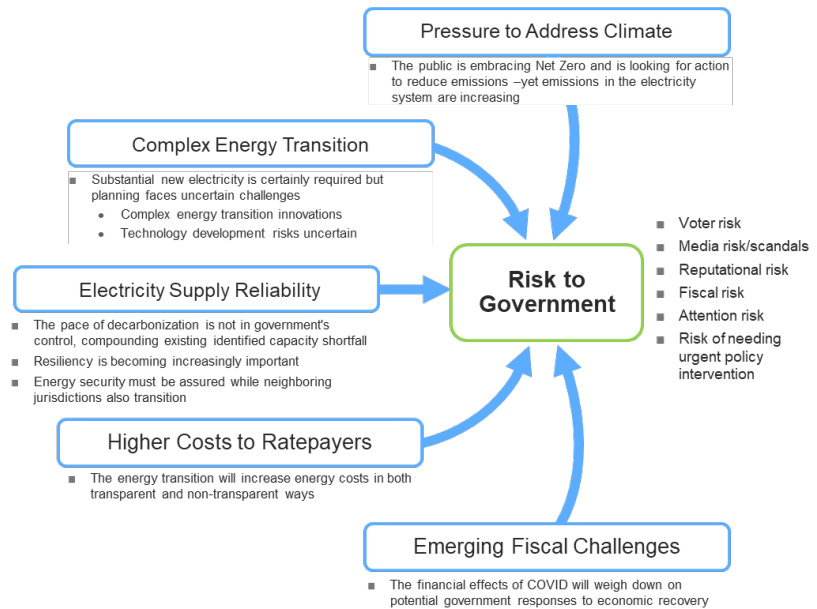 Pressure to Address Climate
■ The public is embracing Net Zero and is looking for action
to reduce emissions –yet emissions in the electricity
system are increasing
Complex Energy Transition
■ Substantial new electricity is certainly required but
planning faces uncertain challenges
● Complex energy transition innovations
● Technology development risks uncertain
Electricity Supply Reliability
■ The pace of decarbonization is not in government's
control, compounding existing identified capacity shortfall
■ Resiliency is becoming increasingly important
■ Energy security must be assured while neighboring
jurisdictions also transition
Higher Costs to Ratepayers
■ The energy transition will increase energy costs in both
transparent and non-transparent ways
Emerging Fiscal Challenges
■ The financial effects of COVID will weigh down on
potential government responses to economic recovery
Risk to
Government
■ Voter risk
■ Media risk/scandals
■ Reputational risk
■ Fiscal risk
■ Attention risk
■ Risk of needing
urgent policy
intervention